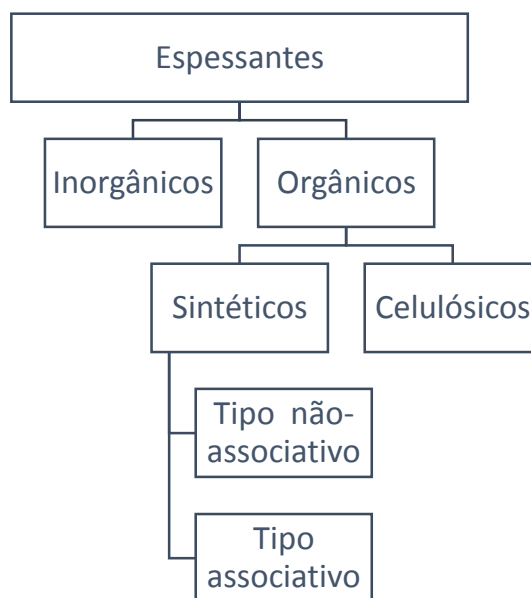 Espessantes
Inorgânicos
Orgânicos
Sintéticos
Celulósicos
Tipo não-
associativo
Tipo
associativo